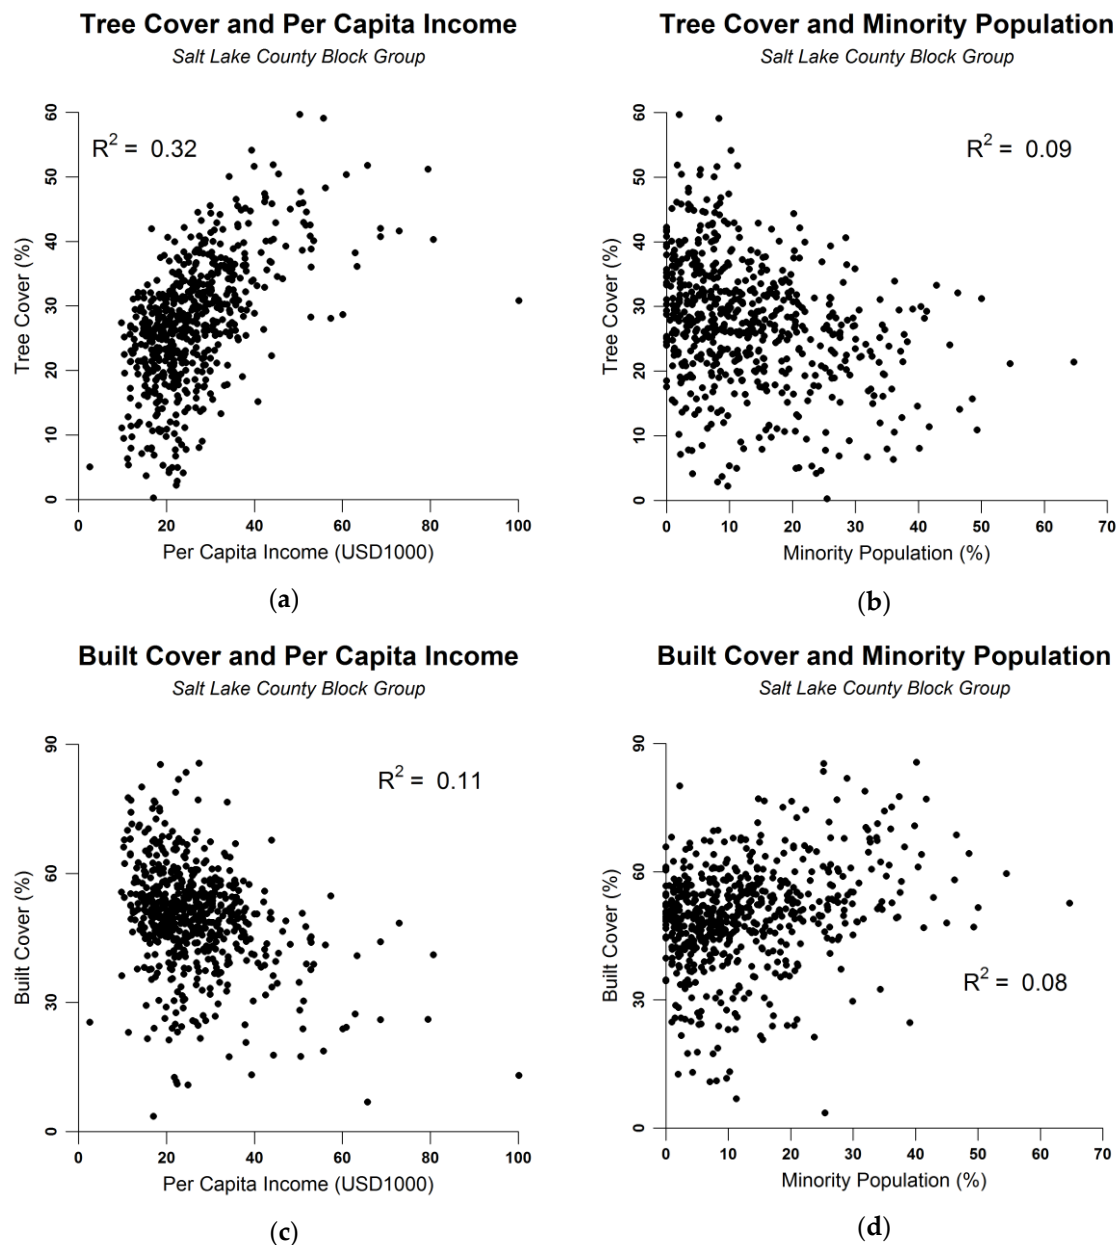 Tree Cover and Per Capita Income
Salt Lake County Block Group
R² = 0.32
Tree Cover (%)
60
50
40
30
20
10
0
0 20 40 60 80 100
Per Capita Income (USD1000)
(a)
Tree Cover and Minority Population
Salt Lake County Block Group
R² = 0.09
Tree Cover (%)
60
50
40
30
20
10
0
0 10 20 30 40 50 60 70
Minority Population (%)
(b)
Built Cover and Per Capita Income
Salt Lake County Block Group
R² = 0.11
Built Cover (%)
90
60
30
0
0 20 40 60 80 100
Per Capita Income (USD1000)
(c)
Built Cover and Minority Population
Salt Lake County Block Group
R² = 0.08
Built Cover (%)
90
60
30
0
0 10 20 30 40 50 60 70
Minority Population (%)
(d)